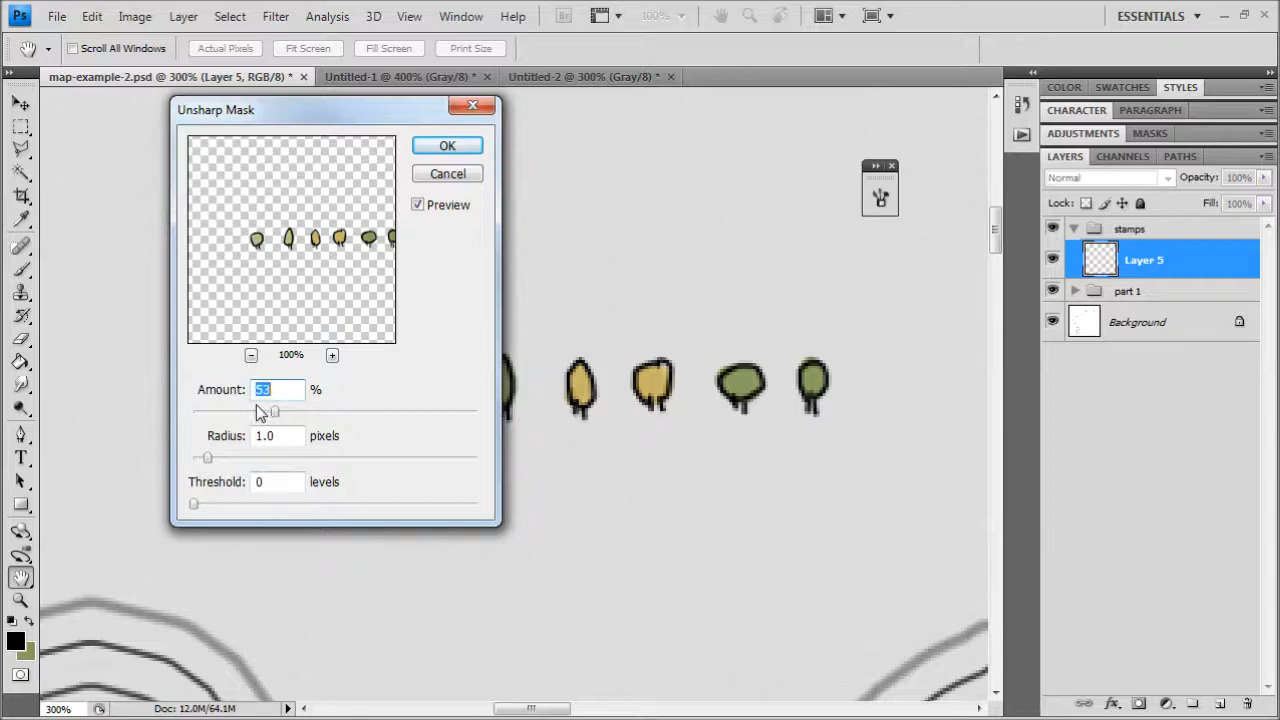 Ps File Edit Image Layer Select Filter Analysis 3D View Window Help Br 100% ESSENTIALS
Scroll All Windows Actual Pixels Fit Screen Fill Screen Print Size
map-example-2.psd @ 300% (Layer 5, RGB/8) * × Untitled-1 @ 400% (Gray/8) * × Untitled-2 @ 300% (Gray/8) * ×
COLOR SWATCHES STYLES
CHARACTER PARAGRAPH
ADJUSTMENTS MASKS
LAYERS CHANNELS PATHS
Normal Opacity: 100%
Lock: Fill: 100%
stamps
Layer 5
part 1
Background
Unsharp Mask
OK
Cancel
Preview
100%
Amount: 53 %
Radius: 1.0 pixels
Threshold: 0 levels
300% Doc: 12.0M/64.1M